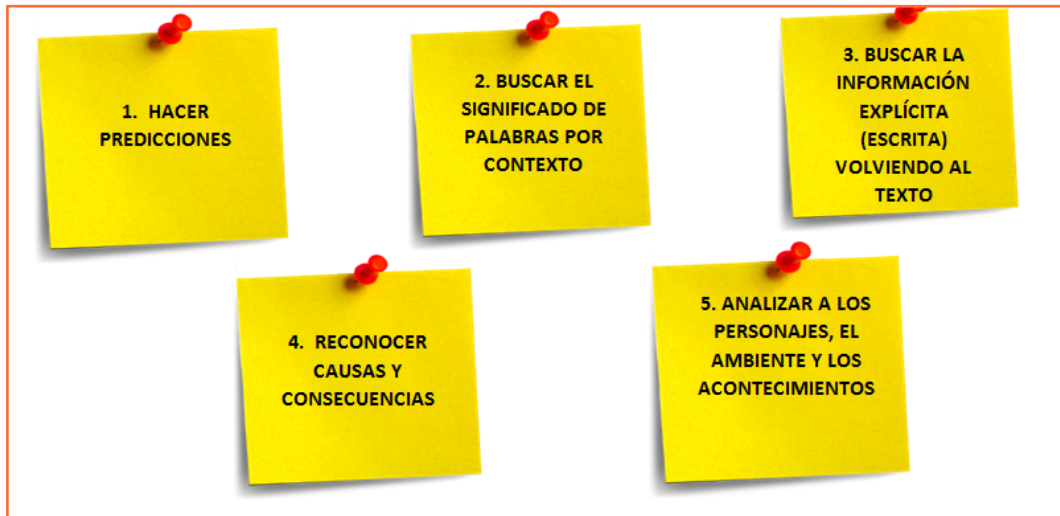 1. HACER
PREDICCIONES
2. BUSCAR EL
SIGNIFICADO DE
PALABRAS POR
CONTEXTO
3. BUSCAR LA
INFORMACIÓN
EXPLÍCITA
(ESCRITA)
VOLVIENDO AL
TEXTO
4. RECONOCER
CAUSAS Y
CONSECUENCIAS
5. ANALIZAR A LOS
PERSONAJES, EL
AMBIENTE Y LOS
ACONTECIMIENTOS